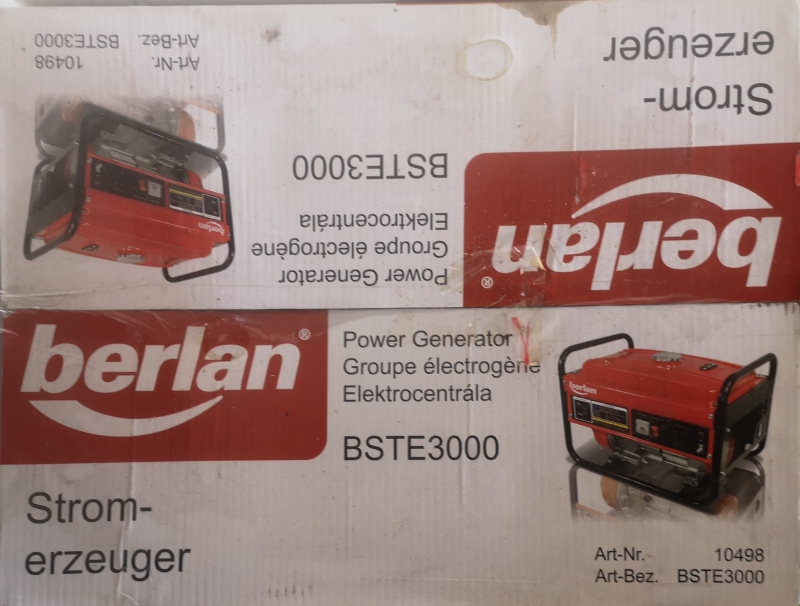 Strom-
erzeuger
berlan®
BSTE3000
Power Generator
Groupe électrogène
Elektrocentrála
Art-Nr. 10498
Art-Bez. BSTE3000
berlan®
Power Generator
Groupe électrogène
Elektrocentrála
BSTE3000
Strom-
erzeuger
berlan
Art-Nr. 10498
Art-Bez. BSTE3000